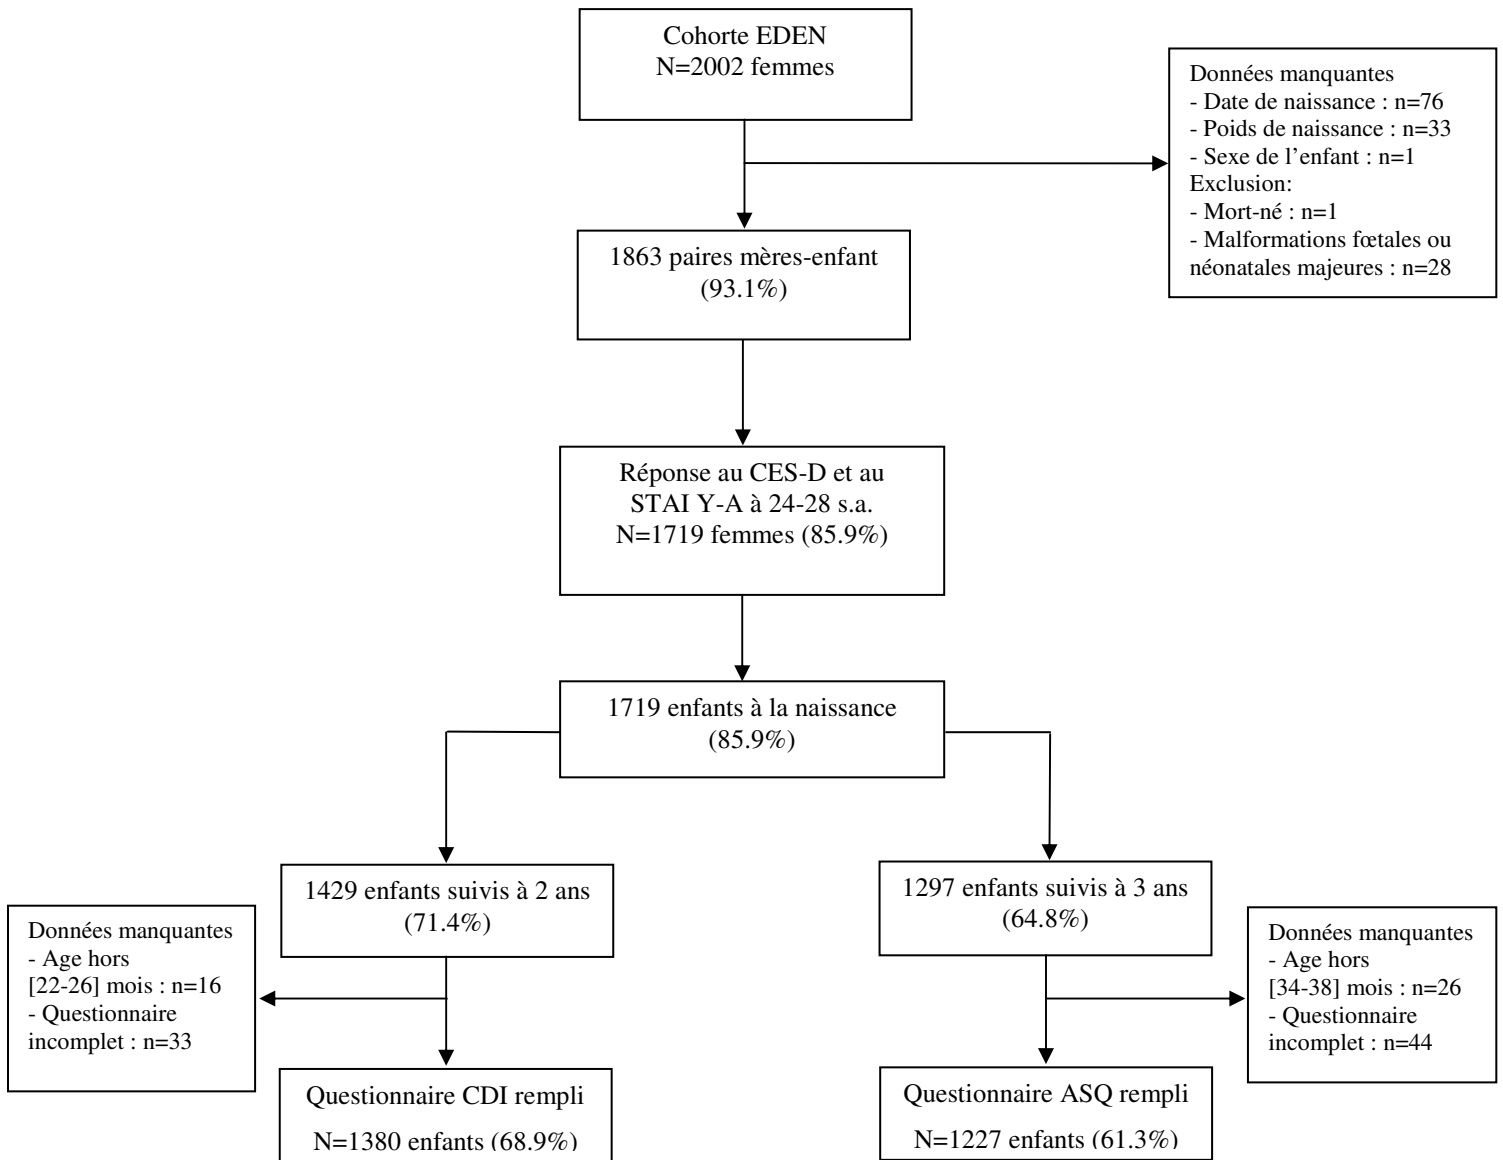 Cohorte EDEN
N=2002 femmes
Données manquantes
- Date de naissance : n=76
- Poids de naissance : n=33
- Sexe de l’enfant : n=1
Exclusion:
- Mort-né : n=1
- Malformations fœtales ou
néonatales majeures : n=28
1863 paires mères-enfant
(93.1%)
Réponse au CES-D et au
STAI Y-A à 24-28 s.a.
N=1719 femmes (85.9%)
1719 enfants à la naissance
(85.9%)
1429 enfants suivis à 2 ans
(71.4%)
1297 enfants suivis à 3 ans
(64.8%)
Données manquantes
- Age hors
[22-26] mois : n=16
- Questionnaire
incomplet : n=33
Données manquantes
- Age hors
[34-38] mois : n=26
- Questionnaire
incomplet : n=44
Questionnaire CDI rempli
N=1380 enfants (68.9%)
Questionnaire ASQ rempli
N=1227 enfants (61.3%)